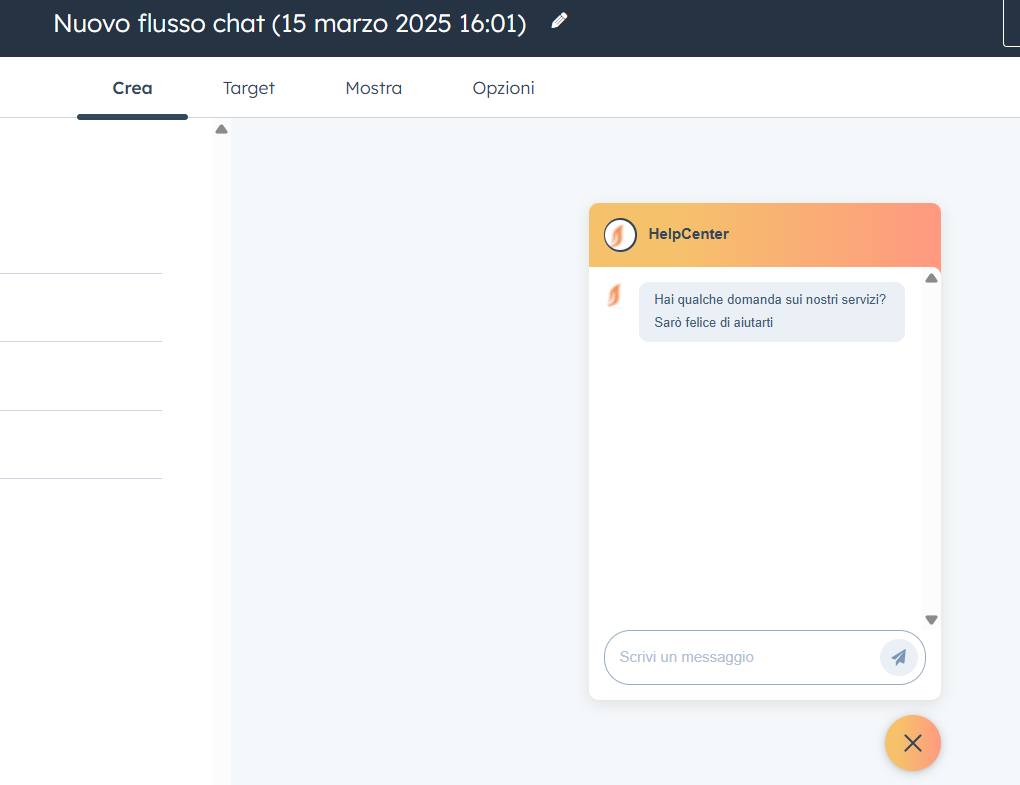 Nuovo flusso chat (15 marzo 2025 16:01)
Crea
Target
Mostra
Opzioni
HelpCenter
Hai qualche domanda sui nostri servizi?
Sarò felice di aiutarti
Scrivi un messaggio